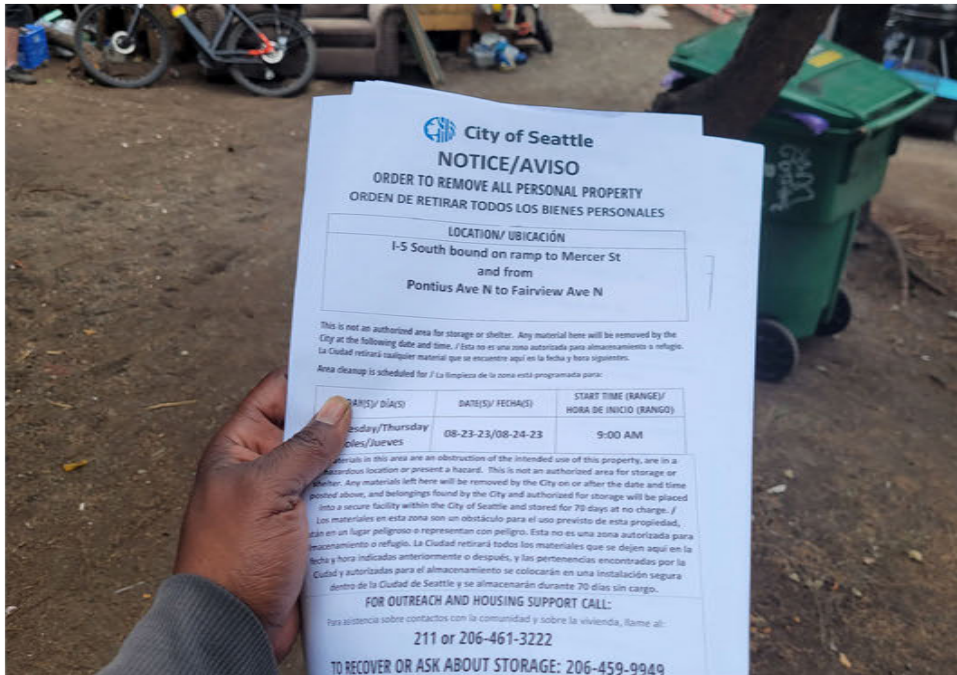 City of Seattle
NOTICE/AVISO
ORDER TO REMOVE ALL PERSONAL PROPERTY
ORDEN DE RETIRAR TODOS LOS BIENES PERSONALES
LOCATION/ UBICACIÓN
I-5 South bound on ramp to Mercer St
and from
Pontius Ave N to Fairview Ave N
This is not an authorized area for storage or shelter. Any material here will be removed by the
City at the following date and time. / Esta no es una zona autorizada para almacenamiento o refugio.
La Ciudad retirará cualquier material que se encuentre aquí en la fecha y hora siguientes.
Area cleanup is scheduled for / La limpieza de la zona está programada para:
DÍA(S) DATE(S)/ FECHA(S) START TIME (RANGE)/
HORA DE INICIO (RANGO)
esday/Thursday 08-23-23/08-24-23 9:00 AM
oles/Jueves
terials in this area are an obstruction of the intended use of this property, are in a
hazardous location or present a hazard. This is not an authorized area for storage or
shelter. Any materials left here will be removed by the City on or after the date and time
posted above, and belongings found by the City and authorized for storage will be placed
into a secure facility within the City of Seattle and stored for 70 days at no charge. /
Los materiales en esta zona son un obstáculo para el uso previsto de esta propiedad,
tán en un lugar peligroso o representan con peligro. Esta no es una zona autorizada para
macenamiento o refugio. La Ciudad retirará todos los materiales que se dejen aquí en la
fecha y hora indicadas anteriormente o después, y las pertenencias encontradas por la
Ciudad y autorizadas para el almacenamiento se colocarán en una instalación segura
dentro de la Ciudad de Seattle y se almacenarán durante 70 días sin cargo.
FOR OUTREACH AND HOUSING SUPPORT CALL:
Para asistencia sobre contactos con la comunidad y sobre la vivienda, llame al:
211 or 206-461-3222
TO RECOVER OR ASK ABOUT STORAGE: 206-459-9949